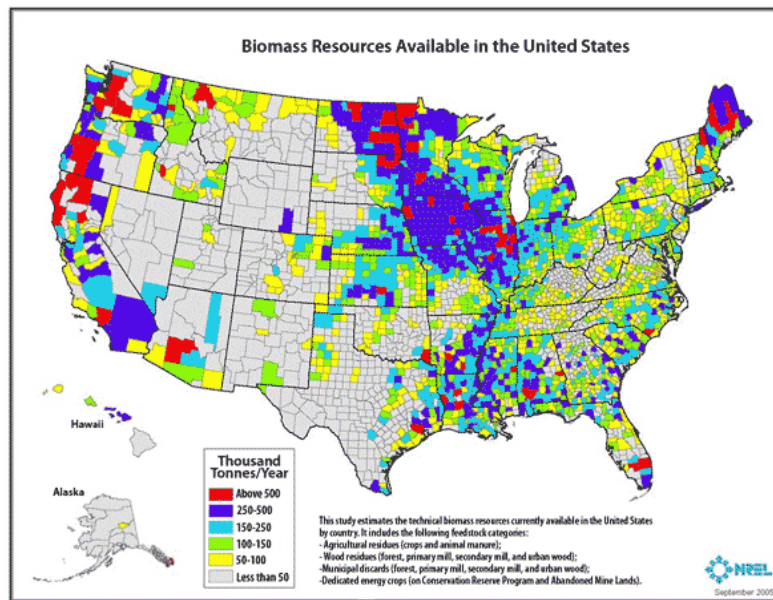 Biomass Resources Available in the United States
Hawaii
Alaska
Thousand
Tonnes/Year
Above 500
250-500
150-250
100-150
50-100
Less than 50
This study estimates the technical biomass resources currently available in the United States
by country. It includes the following feedstock categories:
- Agricultural residues (crops and animal manure);
- Wood residues (forest, primary mill, secondary mill, and urban wood);
-Municipal discards (forest, primary mill, secondary mill, and urban wood);
-Dedicated energy crops (on Conservation Reserve Program and Abandoned Mine Lands).
NREL
September 2005